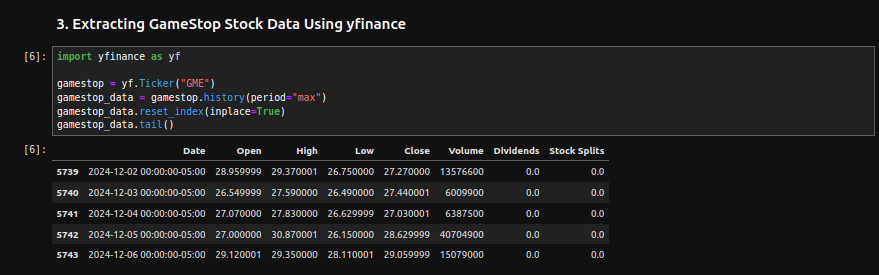 3. Extracting GameStop Stock Data Using yfinance
[6]: import yfinance as yf
gamestop = yf.Ticker("GME")
gamestop_data = gamestop.history(period="max")
gamestop_data.reset_index(inplace=True)
gamestop_data.tail()
[6]: Date Open High Low Close Volume Dividends Stock Splits
5739 2024-12-02 00:00:00-05:00 28.959999 29.370001 26.750000 27.270000 13576600 0.0 0.0
5740 2024-12-03 00:00:00-05:00 26.549999 27.590000 26.490000 27.440001 6009900 0.0 0.0
5741 2024-12-04 00:00:00-05:00 27.070000 27.830000 26.629999 27.030001 6387500 0.0 0.0
5742 2024-12-05 00:00:00-05:00 27.000000 30.870001 26.150000 28.629999 40704900 0.0 0.0
5743 2024-12-06 00:00:00-05:00 29.120001 29.350000 28.110001 29.059999 15079000 0.0 0.0